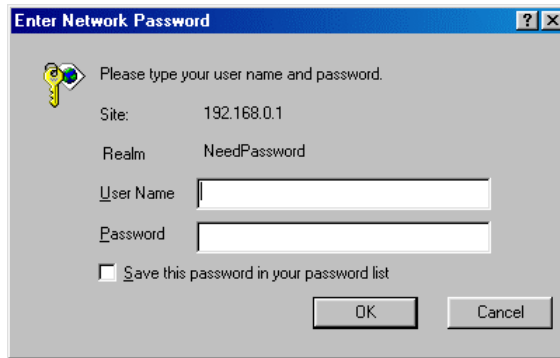 Enter Network Password
Please type your user name and password.
Site: 192.168.0.1
Realm NeedPassword
User Name
Password
Save this password in your password list
OK Cancel